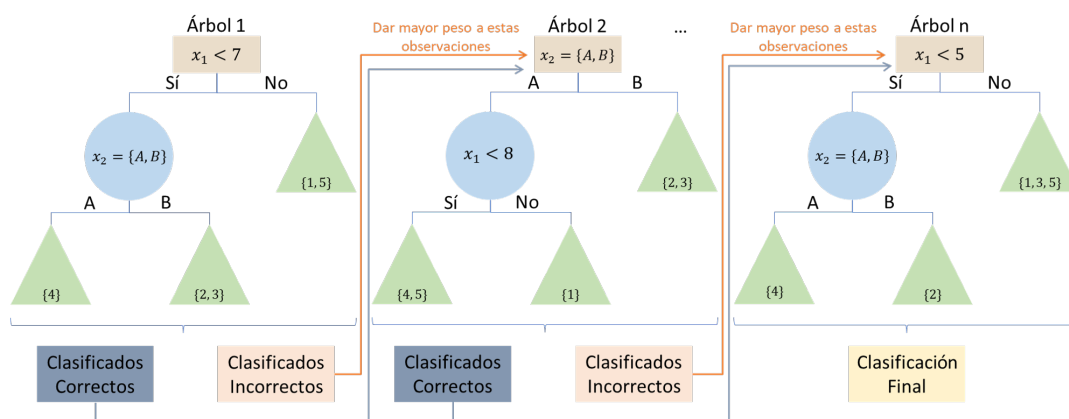 Árbol 1
x₁ < 7
Sí
No
x₂ = {A, B}
{1, 5}
A
B
{4}
{2, 3}
Clasificados
Correctos
Clasificados
Incorrectos
Dar mayor peso a estas
observaciones
Árbol 2
x₂ = {A, B}
A
B
x₁ < 8
{2, 3}
Sí
No
{4, 5}
{1}
Clasificados
Correctos
Clasificados
Incorrectos
...
Dar mayor peso a estas
observaciones
Árbol n
x₁ < 5
Sí
No
x₂ = {A, B}
{1, 3, 5}
A
B
{4}
{2}
Clasificación
Final